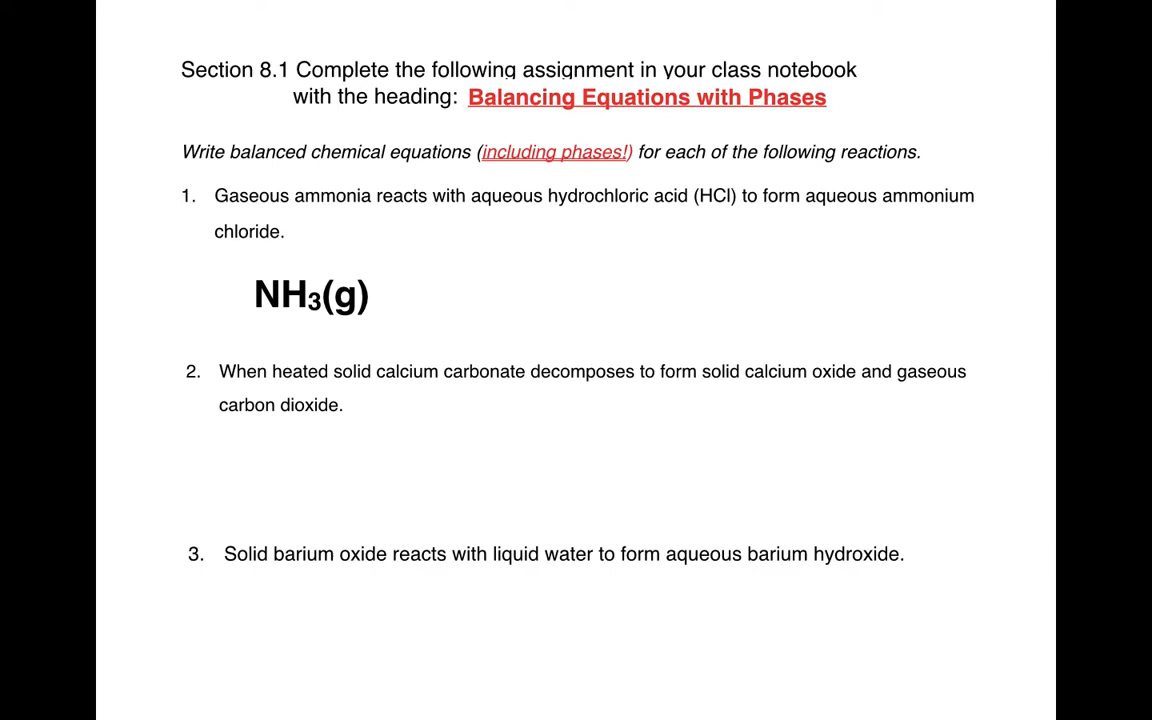 Section 8.1 Complete the following assignment in your class notebook
with the heading: Balancing Equations with Phases
Write balanced chemical equations (including phases!) for each of the following reactions.
1. Gaseous ammonia reacts with aqueous hydrochloric acid (HCl) to form aqueous ammonium
chloride.
NH₃(g)
2. When heated solid calcium carbonate decomposes to form solid calcium oxide and gaseous
carbon dioxide.
3. Solid barium oxide reacts with liquid water to form aqueous barium hydroxide.